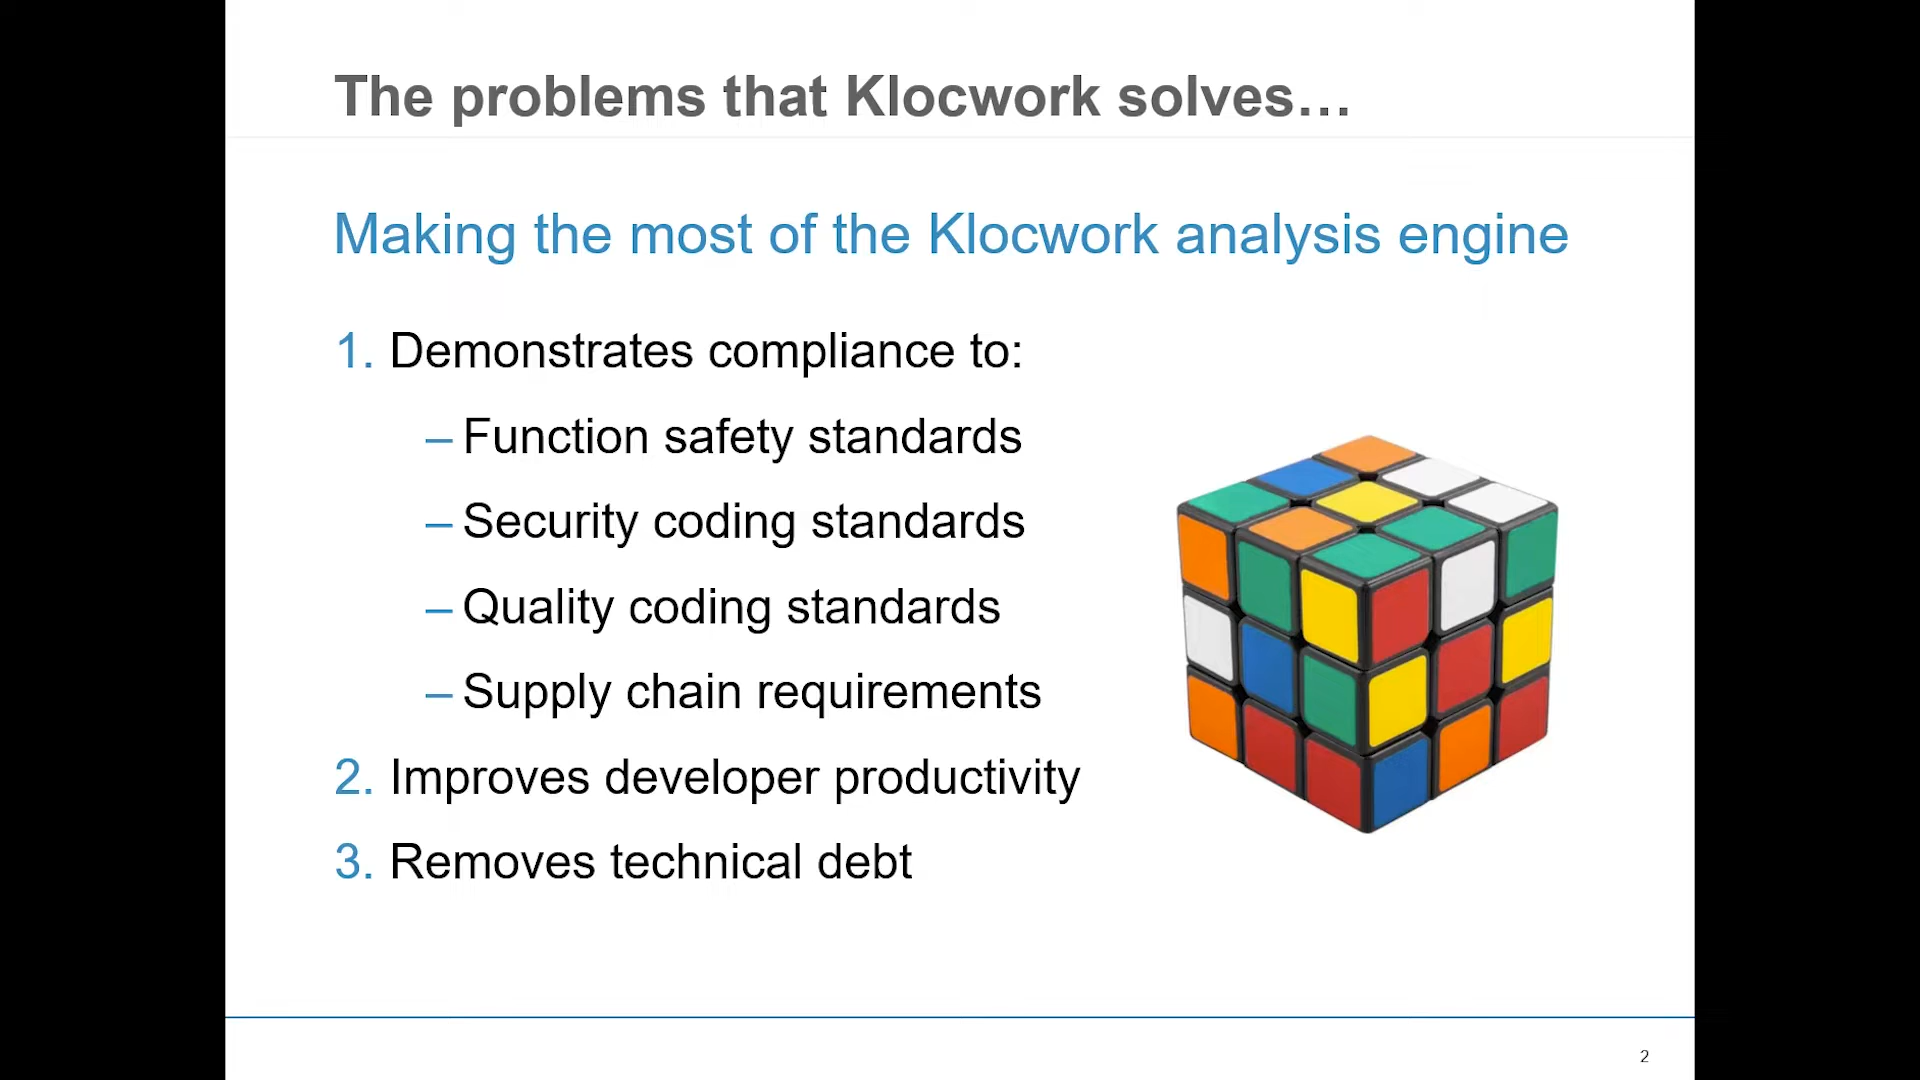 The problems that Klocwork solves…
Making the most of the Klocwork analysis engine
1. Demonstrates compliance to:
– Function safety standards
– Security coding standards
– Quality coding standards
– Supply chain requirements
2. Improves developer productivity
3. Removes technical debt
2